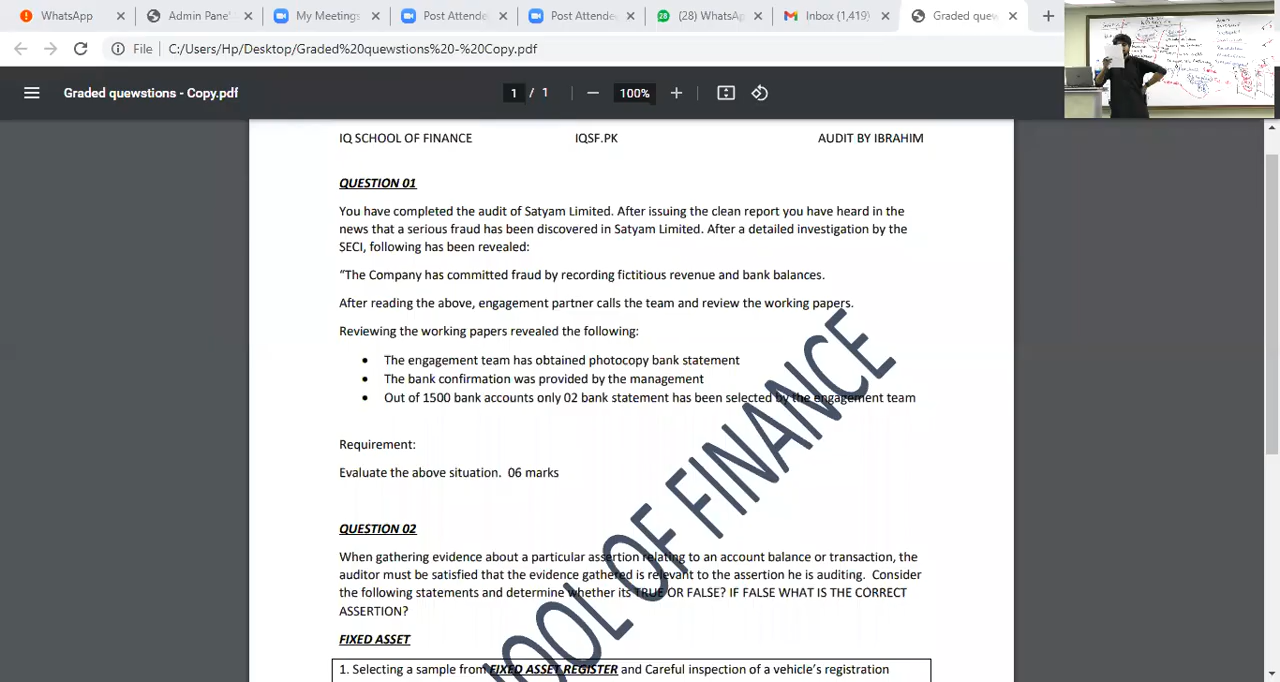 WhatsApp
Admin Pane
My Meetings
Post Attende
Post Attende
(28) WhatsAp
Inbox (1,419)
Graded quew
File
C:/Users/Hp/Desktop/Graded%20quewstions%20-%20Copy.pdf
Graded quewstions - Copy.pdf
1 / 1
100%
IQ SCHOOL OF FINANCE
IQSF.PK
AUDIT BY IBRAHIM
QUESTION 01
You have completed the audit of Satyam Limited. After issuing the clean report you have heard in the
news that a serious fraud has been discovered in Satyam Limited. After a detailed investigation by the
SECI, following has been revealed:
“The Company has committed fraud by recording fictitious revenue and bank balances.
After reading the above, engagement partner calls the team and review the working papers.
Reviewing the working papers revealed the following:
• The engagement team has obtained photocopy bank statement
• The bank confirmation was provided by the management
• Out of 1500 bank accounts only 02 bank statement has been selected by the engagement team
Requirement:
Evaluate the above situation. 06 marks
QUESTION 02
When gathering evidence about a particular assertion relating to an account balance or transaction, the
auditor must be satisfied that the evidence gathered is relevant to the assertion he is auditing. Consider
the following statements and determine whether its TRUE OR FALSE? IF FALSE WHAT IS THE CORRECT
ASSERTION?
FIXED ASSET
1. Selecting a sample from FIXED ASSET REGISTER and Careful inspection of a vehicle’s registration
OOL OF FINANCE